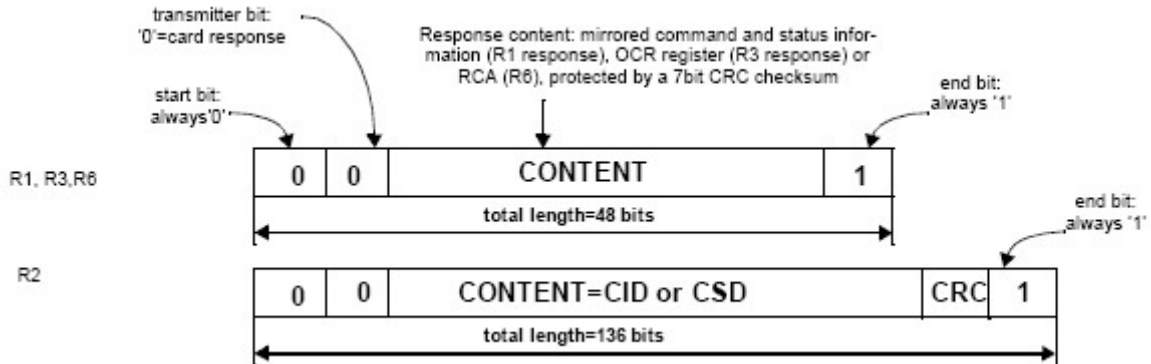 transmitter bit:
'0'=card response
Response content: mirrored command and status infor-
mation (R1 response), OCR register (R3 response) or
RCA (R6), protected by a 7bit CRC checksum
start bit:
always'0'
end bit:
always '1'
R1, R3,R6
0 0 CONTENT 1
total length=48 bits
end bit:
always '1'
R2
0 0 CONTENT=CID or CSD CRC 1
total length=136 bits